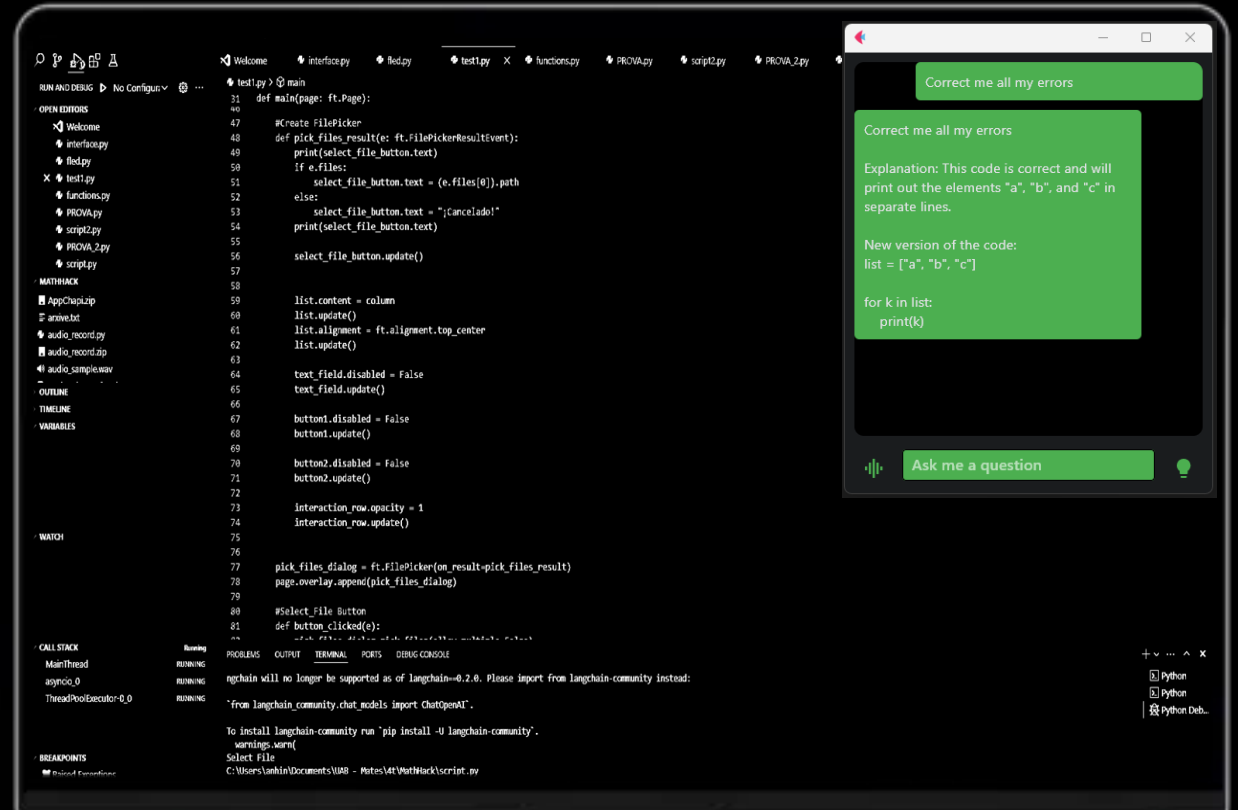 RUN AND DEBUG No Configur
OPEN EDITORS
Welcome
interface.py
fled.py
test1.py
functions.py
PROVA.py
script2.py
PROVA_2.py
script.py
MATHHACK
AppChapi.zip
arxive.txt
audio_record.py
audio_record.zip
audio_sample.wav
OUTLINE
TIMELINE
VARIABLES
WATCH
CALL STACK Running
MainThread RUNNING
asyncio_0 RUNNING
ThreadPoolExecutor-0_0 RUNNING
BREAKPOINTS
Raised Exceptions
Welcome interface.py fled.py test1.py X functions.py PROVA.py script2.py PROVA_2.py
test1.py > main
31 def main(page: ft.Page):
46
47 #Create FilePicker
48 def pick_files_result(e: ft.FilePickerResultEvent):
49 print(select_file_button.text)
50 if e.files:
51 select_file_button.text = (e.files[0]).path
52 else:
53 select_file_button.text = "¡Cancelado!"
54 print(select_file_button.text)
55
56 select_file_button.update()
57
58
59 list.content = column
60 list.update()
61 list.alignment = ft.alignment.top_center
62 list.update()
63
64 text_field.disabled = False
65 text_field.update()
66
67 button1.disabled = False
68 button1.update()
69
70 button2.disabled = False
71 button2.update()
72
73 interaction_row.opacity = 1
74 interaction_row.update()
75
76
77 pick_files_dialog = ft.FilePicker(on_result=pick_files_result)
78 page.overlay.append(pick_files_dialog)
79
80 #Select_File Button
81 def button_clicked(e):
PROBLEMS OUTPUT TERMINAL PORTS DEBUG CONSOLE
ngchain will no longer be supported as of langchain==0.2.0. Please import from langchain-community instead:
`from langchain_community.chat_models import ChatOpenAI`.
To install langchain-community run `pip install -U langchain-community`.
warnings.warn(
Select File
C:\Users\anhin\Documents\UAB - Mates\4t\MathHack\script.py
Python
Python
Python Deb...
Correct me all my errors
Correct me all my errors
Explanation: This code is correct and will
print out the elements "a", "b", and "c" in
separate lines.
New version of the code:
list = ["a", "b", "c"]
for k in list:
print(k)
Ask me a question